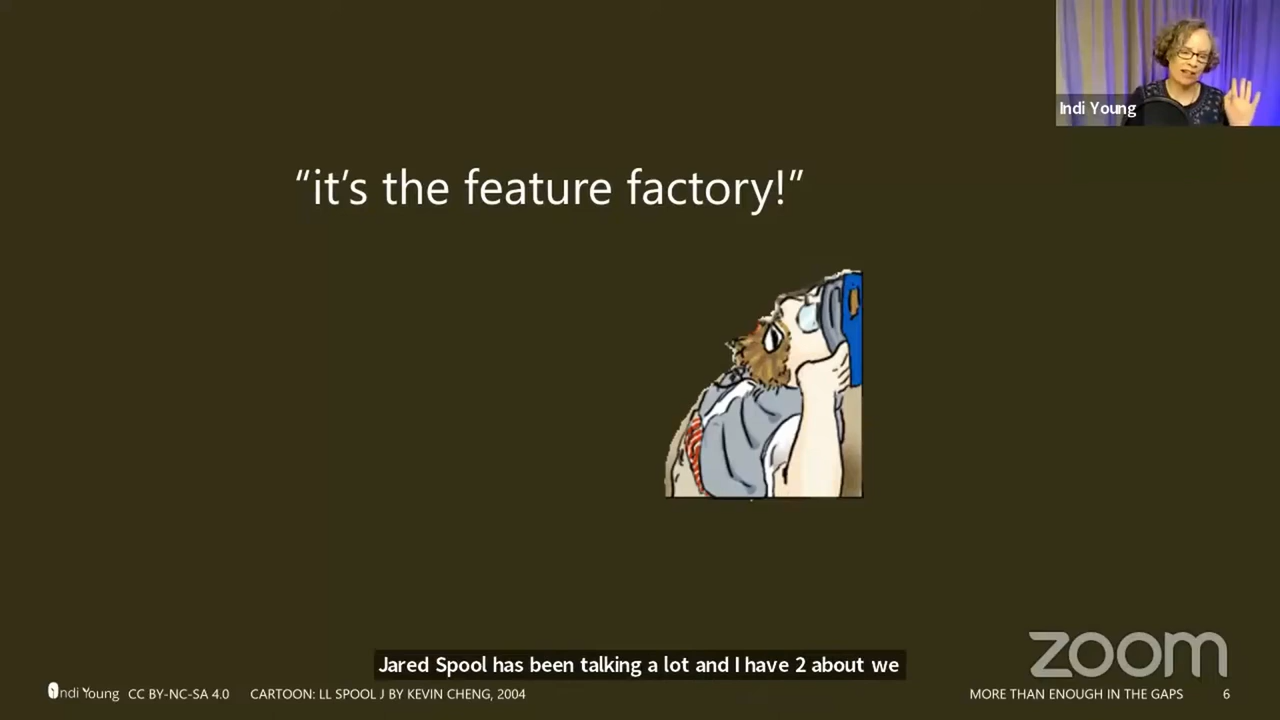 Indi Young
“it’s the feature factory!”
Jared Spool has been talking a lot and I have 2 about we
zoom
Indi Young CC BY-NC-SA 4.0 CARTOON: LL SPOOL J BY KEVIN CHENG, 2004 MORE THAN ENOUGH IN THE GAPS 6